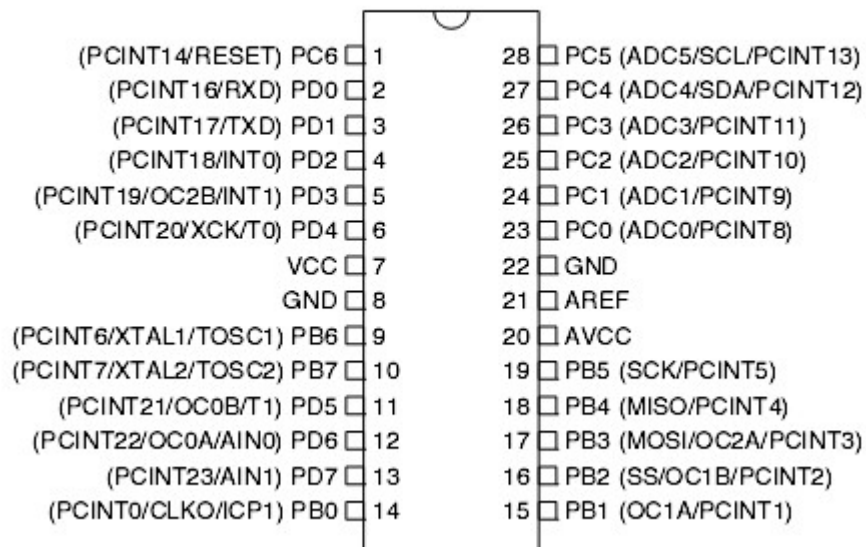 (PCINT14/RESET) PC6 1 28 PC5 (ADC5/SCL/PCINT13)
(PCINT16/RXD) PD0 2 27 PC4 (ADC4/SDA/PCINT12)
(PCINT17/TXD) PD1 3 26 PC3 (ADC3/PCINT11)
(PCINT18/INT0) PD2 4 25 PC2 (ADC2/PCINT10)
(PCINT19/OC2B/INT1) PD3 5 24 PC1 (ADC1/PCINT9)
(PCINT20/XCK/T0) PD4 6 23 PC0 (ADC0/PCINT8)
VCC 7 22 GND
GND 8 21 AREF
(PCINT6/XTAL1/TOSC1) PB6 9 20 AVCC
(PCINT7/XTAL2/TOSC2) PB7 10 19 PB5 (SCK/PCINT5)
(PCINT21/OC0B/T1) PD5 11 18 PB4 (MISO/PCINT4)
(PCINT22/OC0A/AIN0) PD6 12 17 PB3 (MOSI/OC2A/PCINT3)
(PCINT23/AIN1) PD7 13 16 PB2 (SS/OC1B/PCINT2)
(PCINT0/CLKO/ICP1) PB0 14 15 PB1 (OC1A/PCINT1)